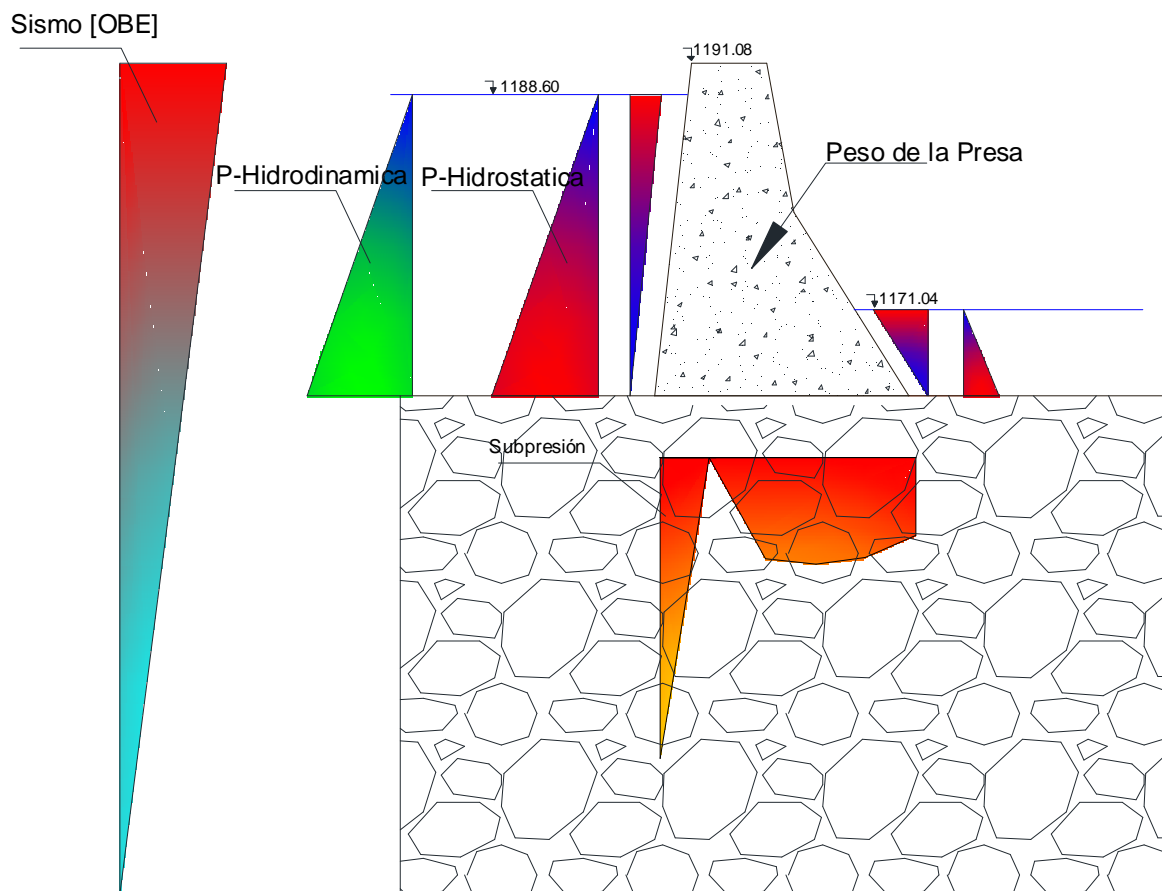 Sismo [OBE]
1191.08
1188.60
Peso de la Presa
P-Hidrodinamica
P-Hidrostatica
1171.04
Subpresión